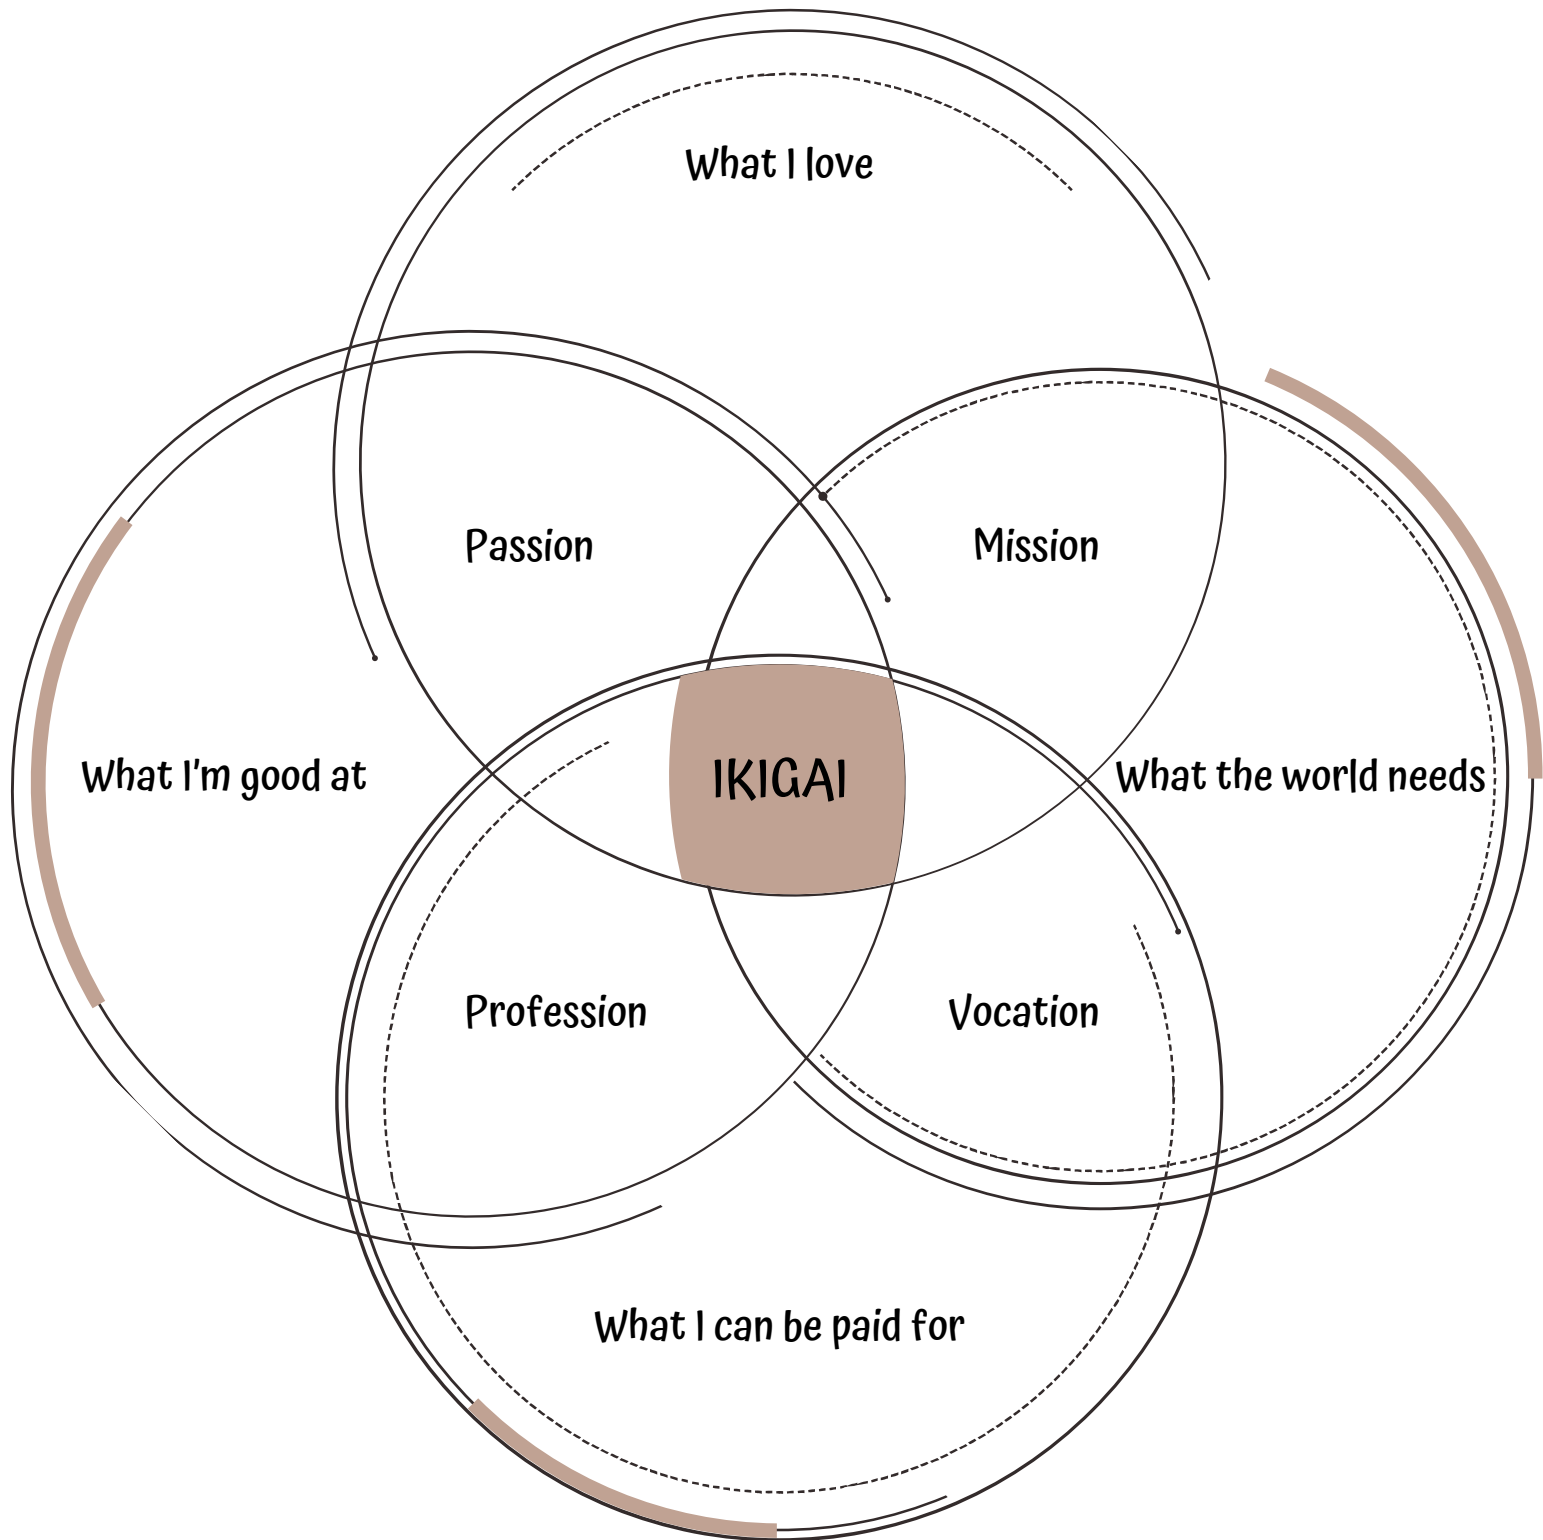 What I love
Passion
Mission
What I'm good at
IKIGAI
What the world needs
Profession
Vocation
What I can be paid for